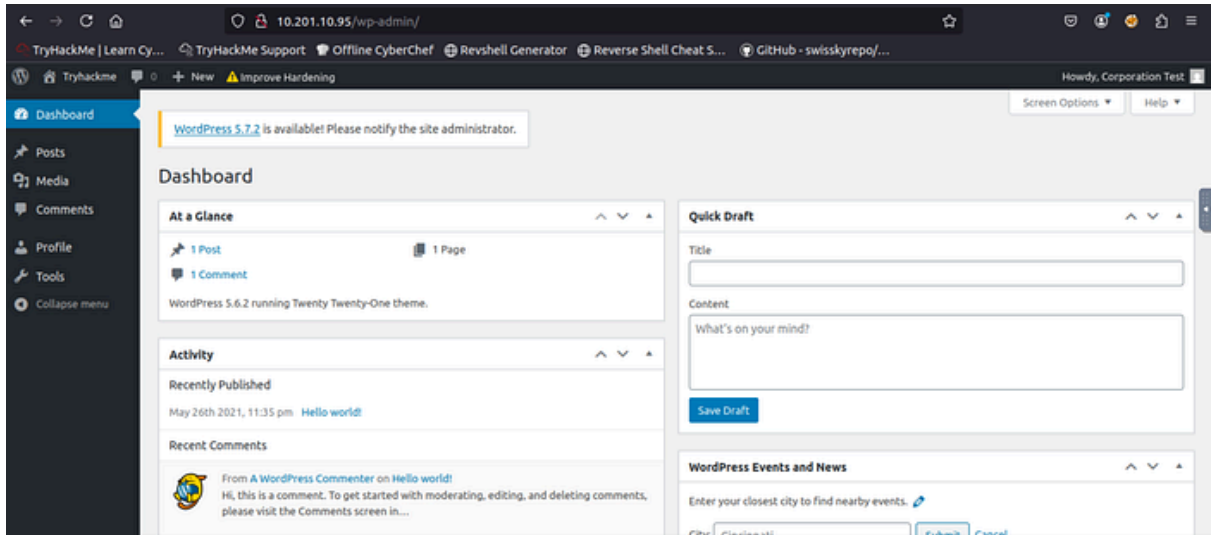 10.201.10.95/wp-admin/
TryHackMe | Learn Cy... TryHackMe Support Offline CyberChef Revshell Generator Reverse Shell Cheat S... GitHub - swisskyrepo/...
Tryhackme 0 New Improve Hardening Howdy, Corporation Test
Screen Options Help
Dashboard
Posts
Media
Comments
Profile
Tools
Collapse menu
WordPress 5.7.2 is available! Please notify the site administrator.
Dashboard
At a Glance
1 Post 1 Page
1 Comment
WordPress 5.6.2 running Twenty Twenty-One theme.
Activity
Recently Published
May 26th 2021, 11:35 pm Hello world!
Recent Comments
From A WordPress Commenter on Hello world!
Hi, this is a comment. To get started with moderating, editing, and deleting comments,
please visit the Comments screen in...
Quick Draft
Title
Content
What's on your mind?
Save Draft
WordPress Events and News
Enter your closest city to find nearby events.
City: Cincinnati Submit Cancel